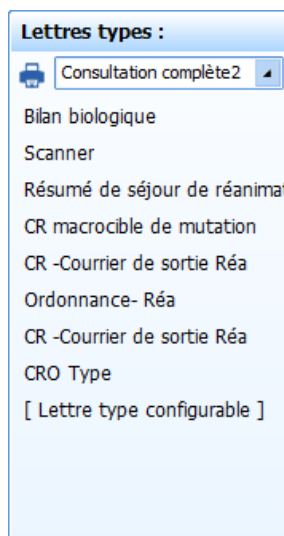 Lettres types :
Consultation complète2
Bilan biologique
Scanner
Résumé de séjour de réanimat
CR macrocible de mutation
CR -Courrier de sortie Réa
Ordonnance- Réa
CR -Courrier de sortie Réa
CRO Type
[ Lettre type configurable ]